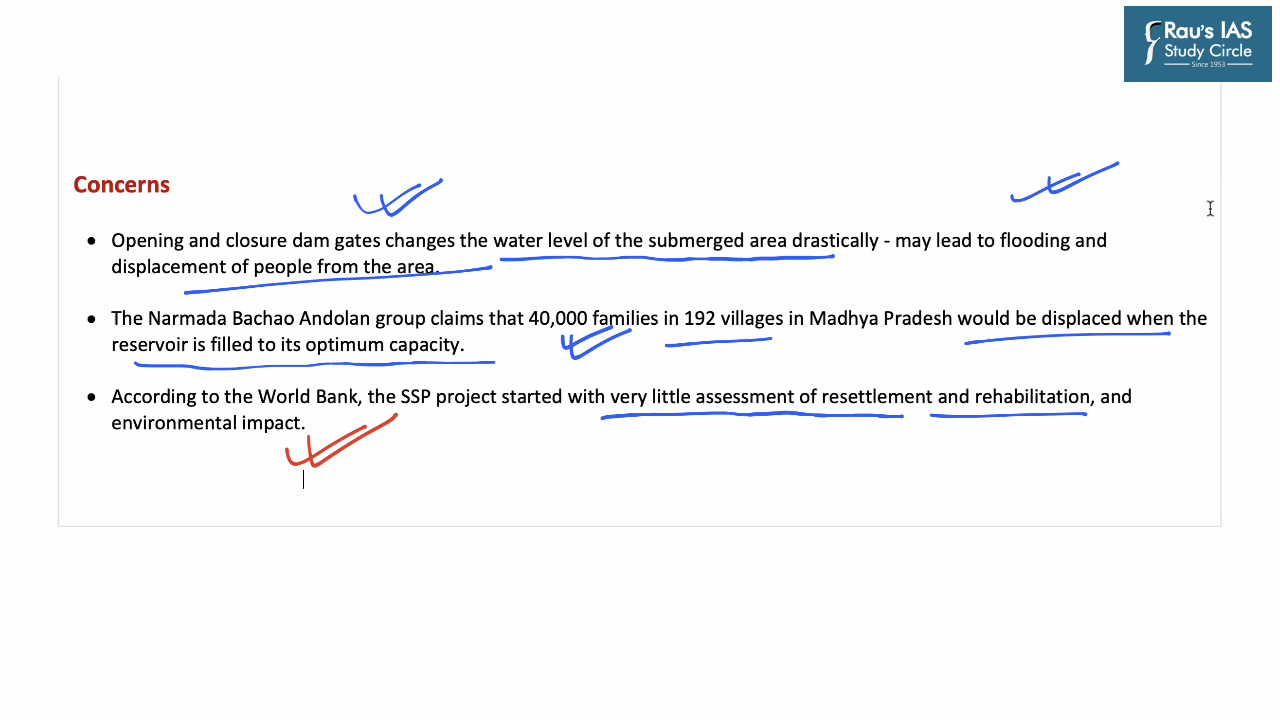 Rau's IAS
Study Circle
Since 1953
Concerns
• Opening and closure dam gates changes the water level of the submerged area drastically - may lead to flooding and
displacement of people from the area.
• The Narmada Bachao Andolan group claims that 40,000 families in 192 villages in Madhya Pradesh would be displaced when the
reservoir is filled to its optimum capacity.
• According to the World Bank, the SSP project started with very little assessment of resettlement and rehabilitation, and
environmental impact.